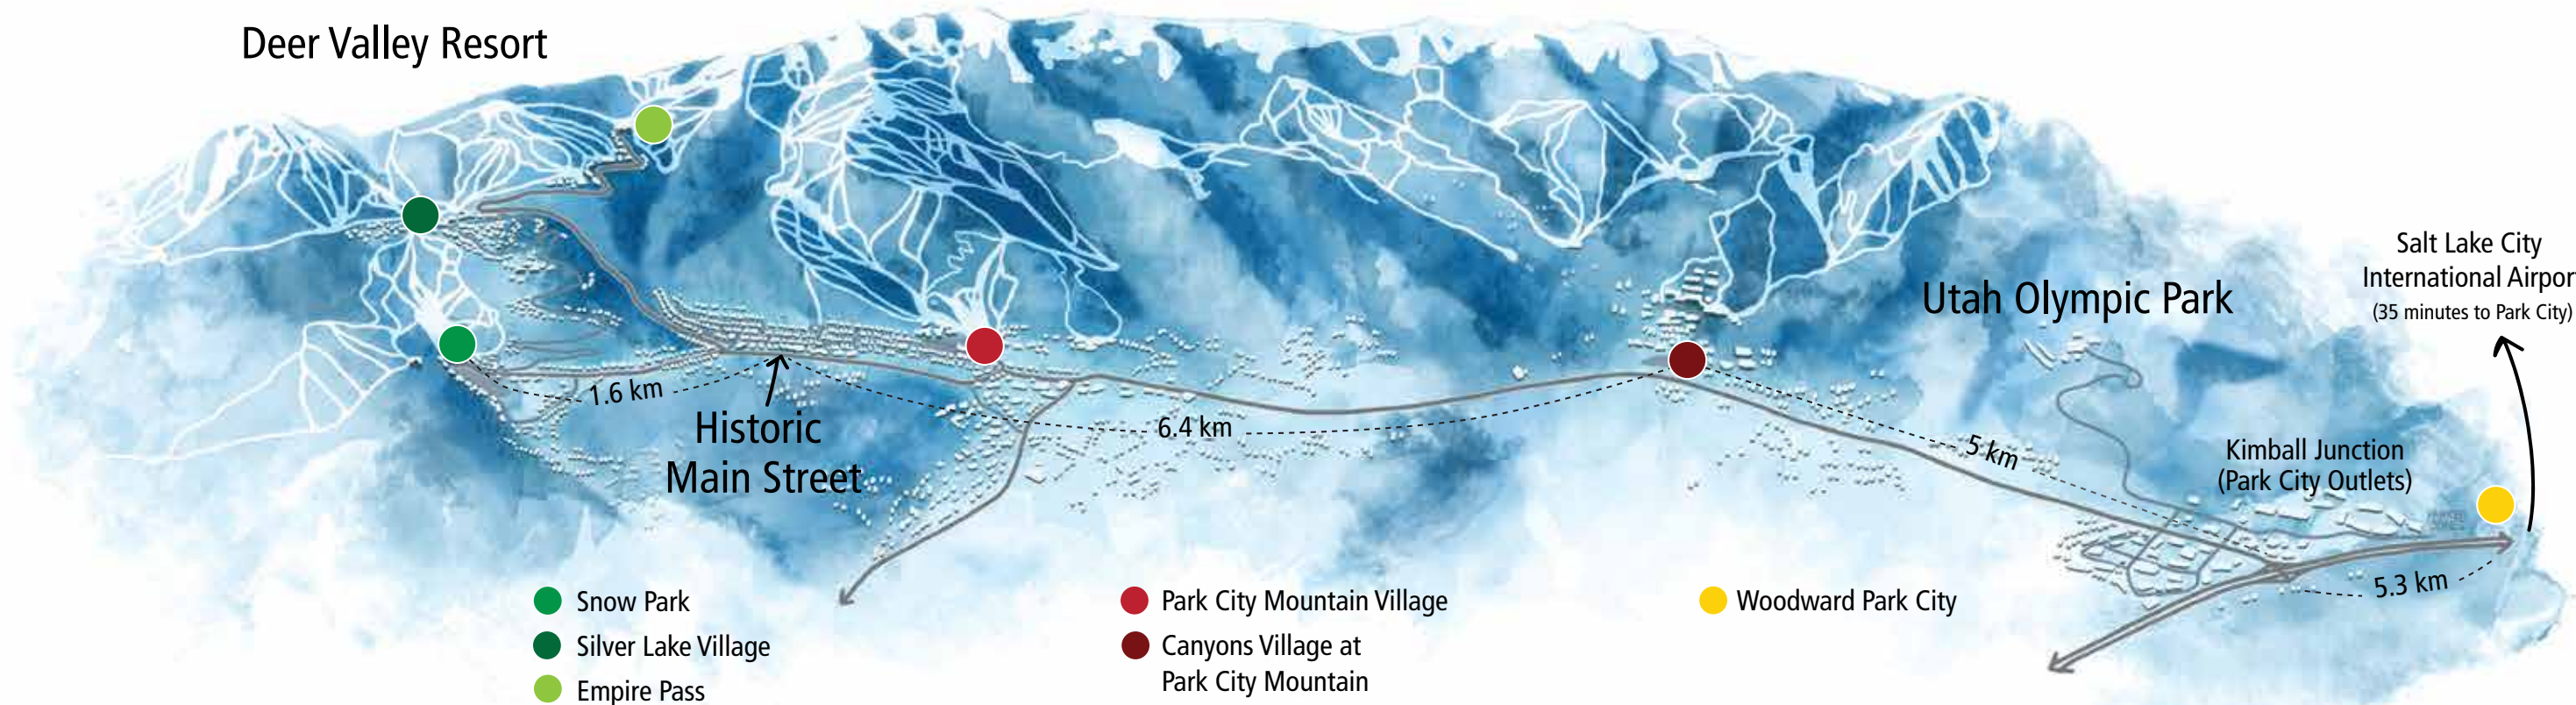 Deer Valley Resort
Salt Lake City
International Airpor
(35 minutes to Park City)
Utah Olympic Park
1.6 km
Historic
Main Street
6.4 km
5 km
Kimball Junction
(Park City Outlets)
5.3 km
Snow Park
Silver Lake Village
Empire Pass
Park City Mountain Village
Canyons Village at
Park City Mountain
Woodward Park City